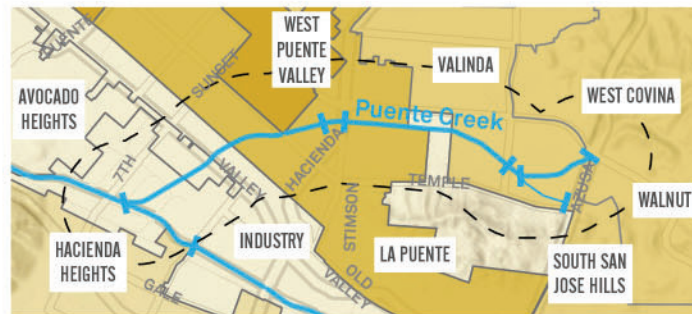 PUENTE
SUNSET
WEST
PUENTE
VALLEY
VALINDA
WEST COVINA
AVOCADO
HEIGHTS
Puente Creek
7TH
VALLEY
HACIENDA
STIMSON
TEMPLE
AZUSA
WALNUT
HACIENDA
HEIGHTS
INDUSTRY
LA PUENTE
SOUTH SAN
JOSE HILLS
OLD
VALLEY
GALE